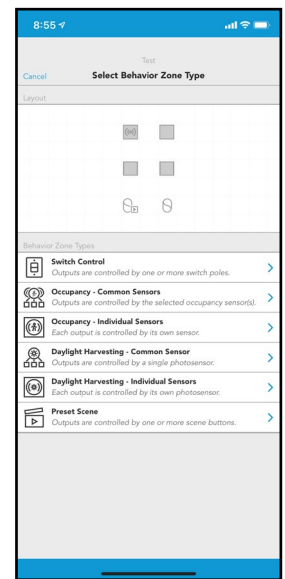 8:55
Test
Cancel Select Behavior Zone Type
Layout
Behavior Zone Types
Switch Control
Outputs are controlled by one or more switch poles.
Occupancy - Common Sensors
Outputs are controlled by the selected occupancy sensor(s).
Occupancy - Individual Sensors
Each output is controlled by its own sensor.
Daylight Harvesting - Common Sensor
Outputs are controlled by a single photosensor.
Daylight Harvesting - Individual Sensors
Each output is controlled by its own photosensor.
Preset Scene
Outputs are controlled by one or more scene buttons.